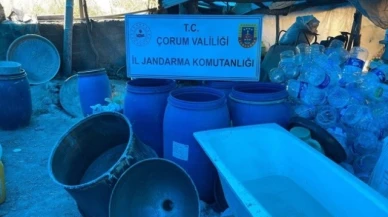 T.C.
ÇORUM VALİLİĞİ
İL JANDARMA KOMUTANLIĞI